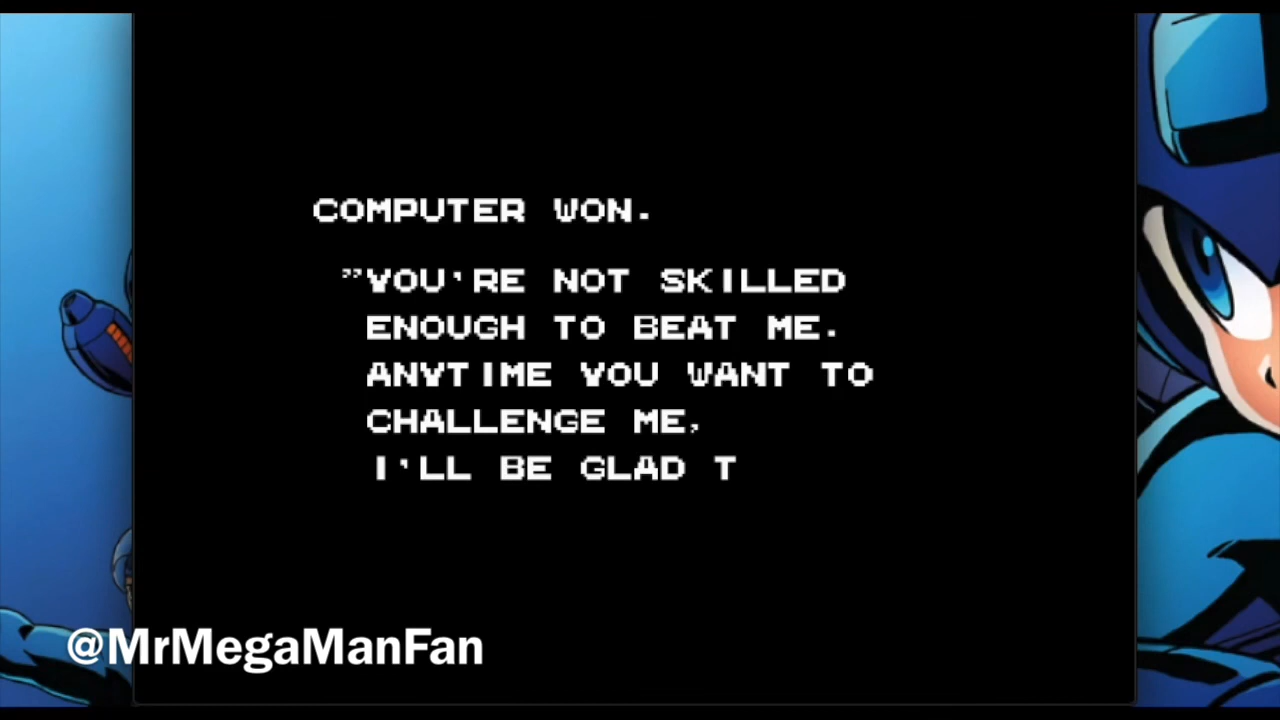 COMPUTER WON.
"YOU'RE NOT SKILLED
ENOUGH TO BEAT ME.
ANYTIME YOU WANT TO
CHALLENGE ME,
I'LL BE GLAD T
@MrMegaManFan